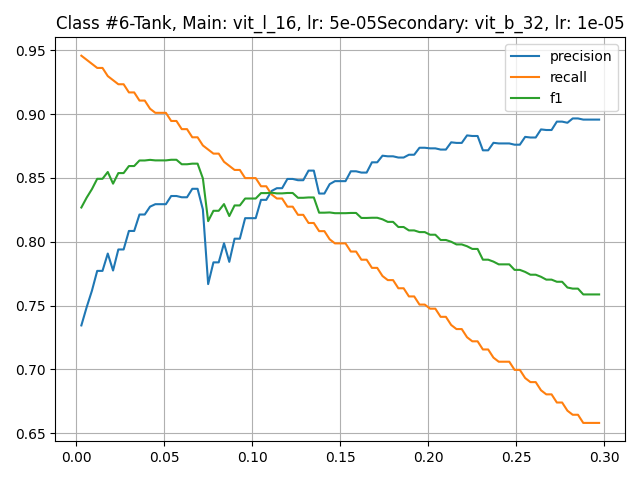 Class #6-Tank, Main: vit_l_16, lr: 5e-05Secondary: vit_b_32, lr: 1e-05
precision
recall
f1
0.95
0.90
0.85
0.80
0.75
0.70
0.65
0.00 0.05 0.10 0.15 0.20 0.25 0.30